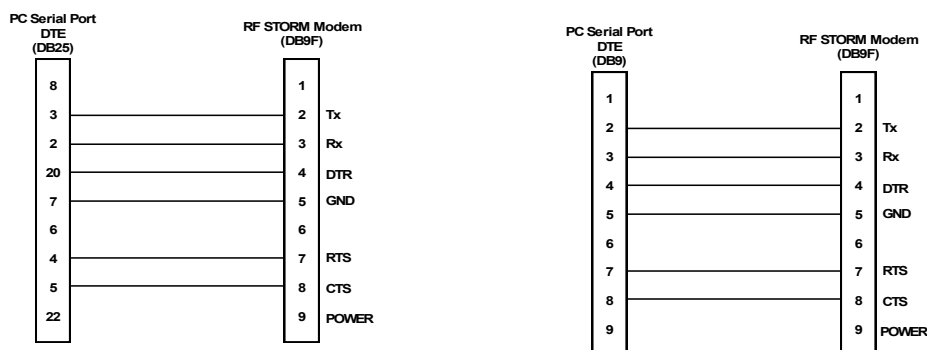 PC Serial Port
DTE
(DB25)
RF STORM Modem
(DB9F)
8
1
3
2 Tx
2
3 Rx
20
4 DTR
7
5 GND
6
6
4
7 RTS
5
8 CTS
22
9 POWER
PC Serial Port
DTE
(DB9)
RF STORM Modem
(DB9F)
1
1
2
2 Tx
3
3 Rx
4
4 DTR
5
5 GND
6
6
7
7 RTS
8
8 CTS
9
9 POWER